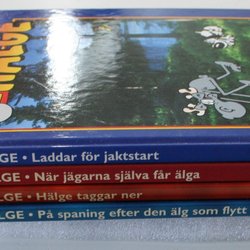 HÄLGE
LGE • Laddar för jaktstart
LGE • När jägarna själva får älga
LGE • Hälge taggar ner
LGE • På spaning efter den älg som flytt